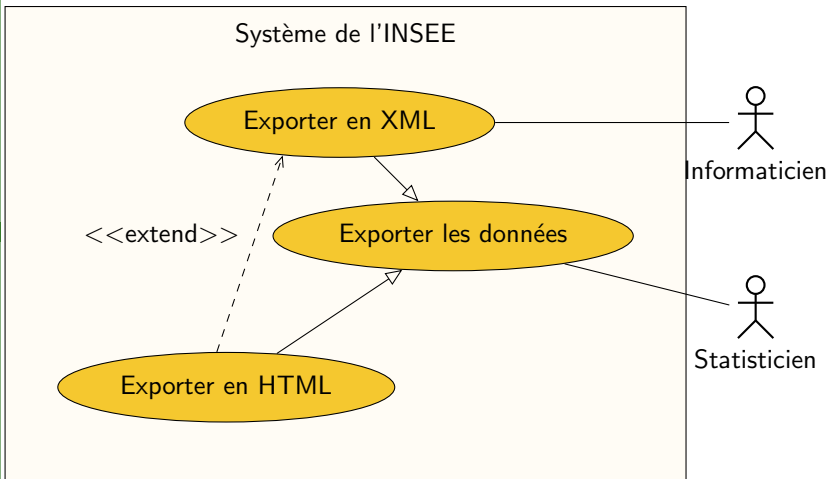 Système de l'INSEE
Exporter en XML
Informaticien
<<extend>>
Exporter les données
Statisticien
Exporter en HTML